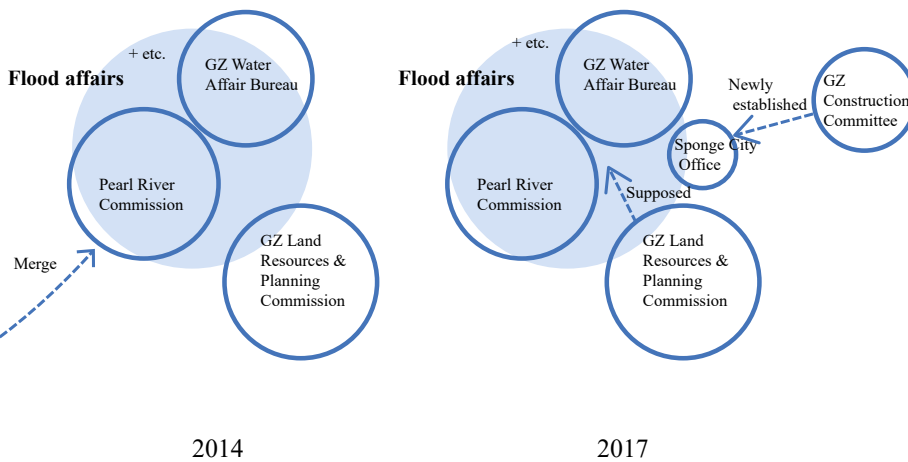 + etc.
Flood affairs
GZ Water
Affair Bureau
Pearl River
Commission
GZ Land
Resources &
Planning
Commission
Merge
2014
+ etc.
Flood affairs
GZ Water
Affair Bureau
Newly
established
GZ
Construction
Committee
Sponge City
Office
Pearl River
Commission
Supposed
GZ Land
Resources &
Planning
Commission
2017